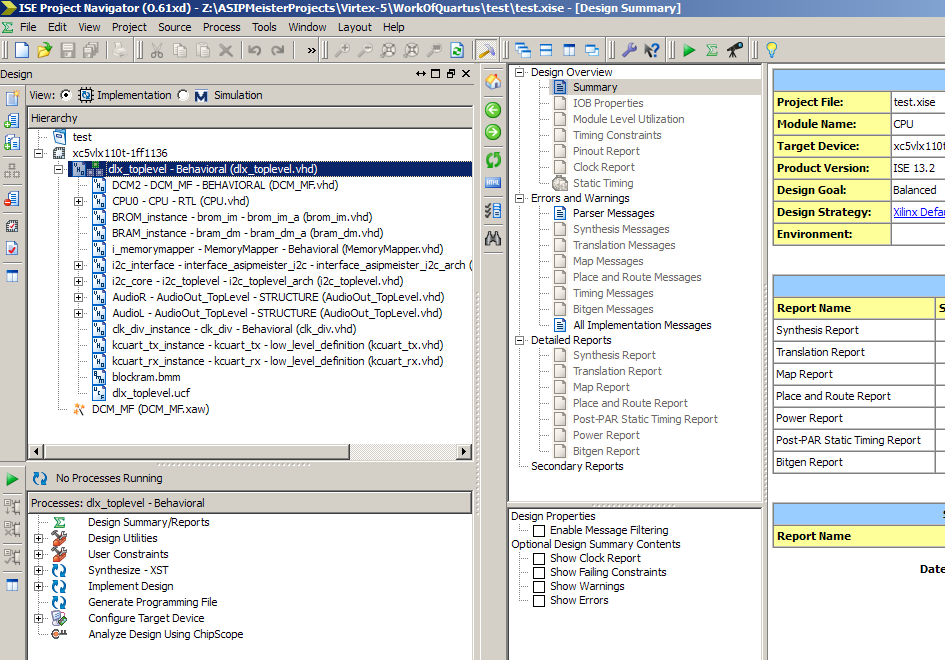 ISE Project Navigator (O.61xd) - Z:\ASIPMeisterProjects\Virtex-5\WorkOfQuartus\test\test.xise - [Design Summary]
File Edit View Project Source Process Tools Window Layout Help
Design
View: Implementation Simulation
Hierarchy
test
xc5vlx110t-1ff1136
dlx_toplevel - Behavioral (dlx_toplevel.vhd)
DCM2 - DCM_MF - BEHAVIORAL (DCM_MF.vhd)
CPU0 - CPU - RTL (CPU.vhd)
BROM_instance - brom_im - brom_im_a (brom_im.vhd)
BRAM_instance - bram_dm - bram_dm_a (bram_dm.vhd)
i_memorymapper - MemoryMapper - Behavioral (MemoryMapper.vhd)
i2c_interface - interface_asipmeister_i2c - interface_asipmeister_i2c_arch (
i2c_core - i2c_toplevel - i2c_toplevel_arch (i2c_toplevel.vhd)
AudioR - AudioOut_TopLevel - STRUCTURE (AudioOut_TopLevel.vhd)
AudioL - AudioOut_TopLevel - STRUCTURE (AudioOut_TopLevel.vhd)
clk_div_instance - clk_div - Behavioral (clk_div.vhd)
kcuart_tx_instance - kcuart_tx - low_level_definition (kcuart_tx.vhd)
kcuart_rx_instance - kcuart_rx - low_level_definition (kcuart_rx.vhd)
blockram.bmm
dlx_toplevel.ucf
DCM_MF (DCM_MF.xaw)
No Processes Running
Processes: dlx_toplevel - Behavioral
Design Summary/Reports
Design Utilities
User Constraints
Synthesize - XST
Implement Design
Generate Programming File
Configure Target Device
Analyze Design Using ChipScope
Design Overview
Summary
IOB Properties
Module Level Utilization
Timing Constraints
Pinout Report
Clock Report
Static Timing
Errors and Warnings
Parser Messages
Synthesis Messages
Translation Messages
Map Messages
Place and Route Messages
Timing Messages
Bitgen Messages
All Implementation Messages
Detailed Reports
Synthesis Report
Translation Report
Map Report
Place and Route Report
Post-PAR Static Timing Report
Power Report
Bitgen Report
Secondary Reports
Design Properties
Enable Message Filtering
Optional Design Summary Contents
Show Clock Report
Show Failing Constraints
Show Warnings
Show Errors
Project File: test.xise
Module Name: CPU
Target Device: xc5vlx110t
Product Version: ISE 13.2
Design Goal: Balanced
Design Strategy: Xilinx Defa
Environment:
Report Name S
Synthesis Report
Translation Report
Map Report
Place and Route Report
Power Report
Post-PAR Static Timing Report
Bitgen Report
S
Report Name
Date